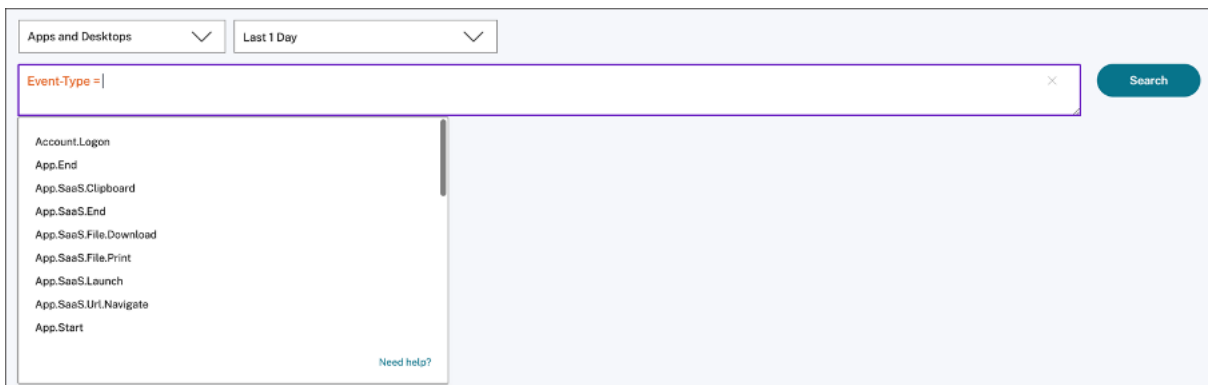 Apps and Desktops
Last 1 Day
Event-Type =
Search
Account.Logon
App.End
App.SaaS.Clipboard
App.SaaS.End
App.SaaS.File.Download
App.SaaS.File.Print
App.SaaS.Launch
App.SaaS.Url.Navigate
App.Start
Need help?